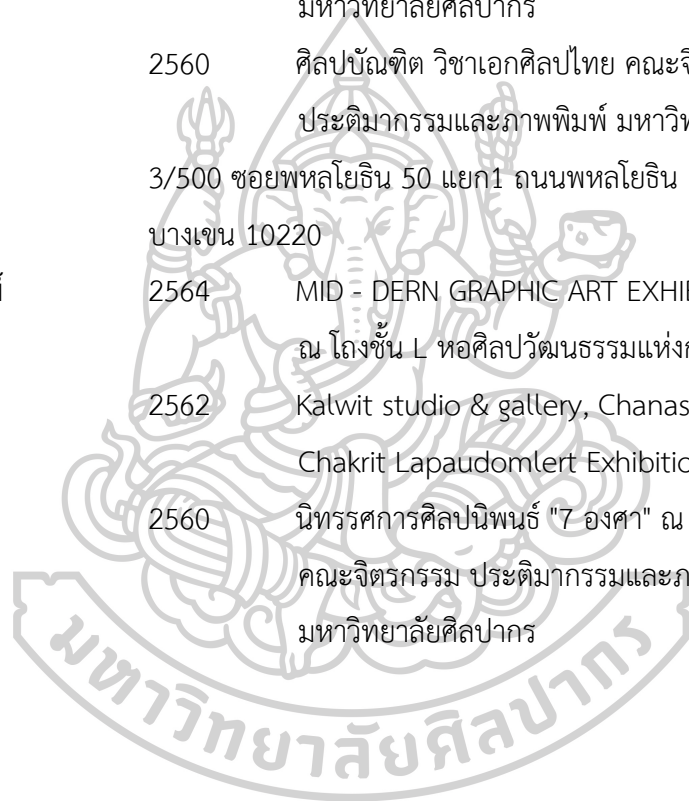 มหาวิทยาลัยศิลปากร
2560 ศิลปบัณฑิต วิชาเอกศิลปไทย คณะจิ
ประติมากรรมและภาพพิมพ์ มหาวิ
3/500 ซอยพหลโยธิน 50 แยก1 ถนนพหลโยธิน
บางเขน 10220
2564 MID - DERN GRAPHIC ART EXHI
ณ โถงชั้น L หอศิลปวัฒนธรรมแห่งก
2562 Kalwit studio & gallery, Chanas
Chakrit Lapaudomlert Exhibitio
2560 นิทรรศการศิลปนิพนธ์ "7 องศา" ณ
คณะจิตรกรรม ประติมากรรมและภ
มหาวิทยาลัยศิลปากร
มหาวิทยาลัยศิลปากร